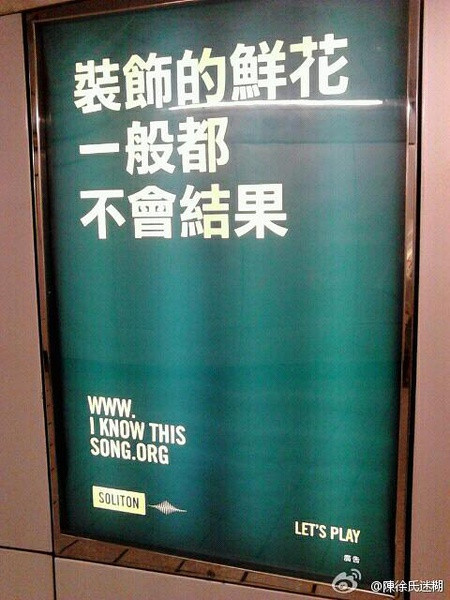 裝飾的鮮花
一般都
不會結果
WWW.
I KNOW THIS
SONG.ORG
SOLITON
LET'S PLAY
廣告
@陳徐氏迷糊